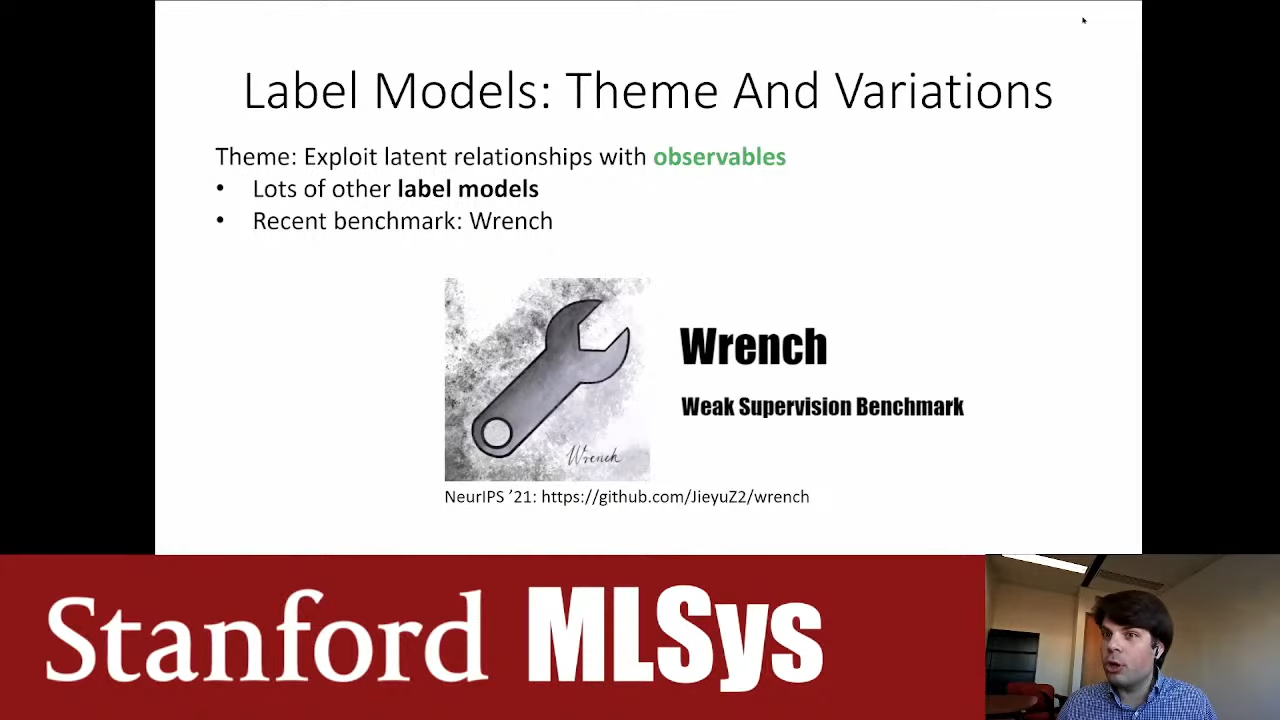 Label Models: Theme And Variations
Theme: Exploit latent relationships with observables
• Lots of other label models
• Recent benchmark: Wrench
Wrench
Weak Supervision Benchmark
Wrench
NeurIPS ’21: https://github.com/JieyuZ2/wrench
Stanford MLSys